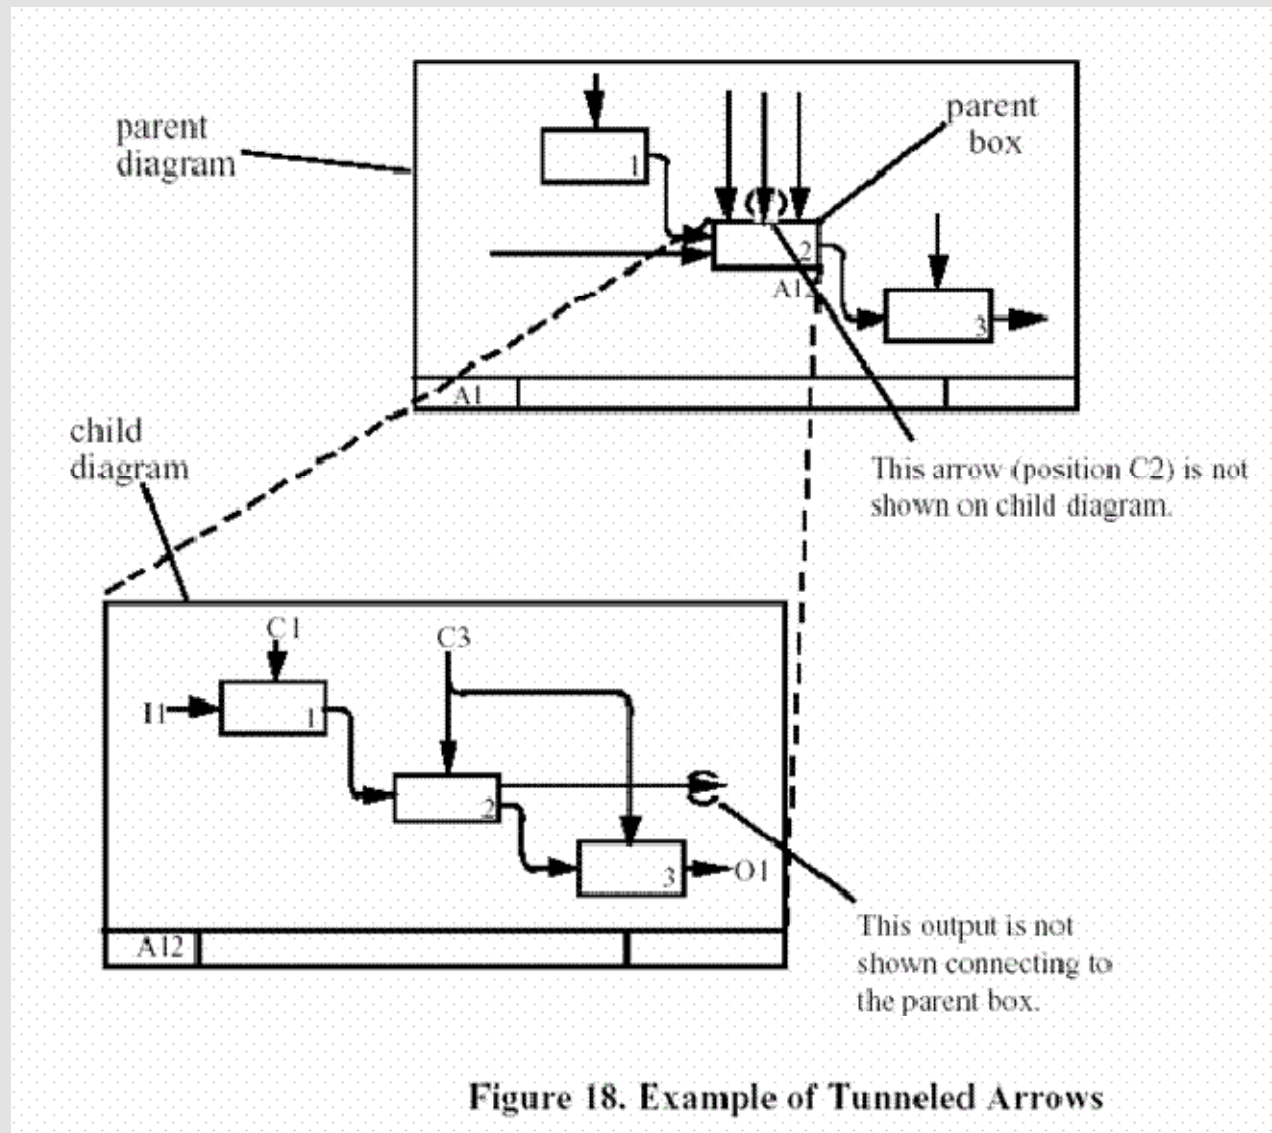 parent
diagram
parent
box
1
2
A12
3
A1
child
diagram
This arrow (position C2) is not
shown on child diagram.
C1
C3
I1
1
2
3
O1
A12
This output is not
shown connecting to
the parent box.
Figure 18. Example of Tunneled Arrows